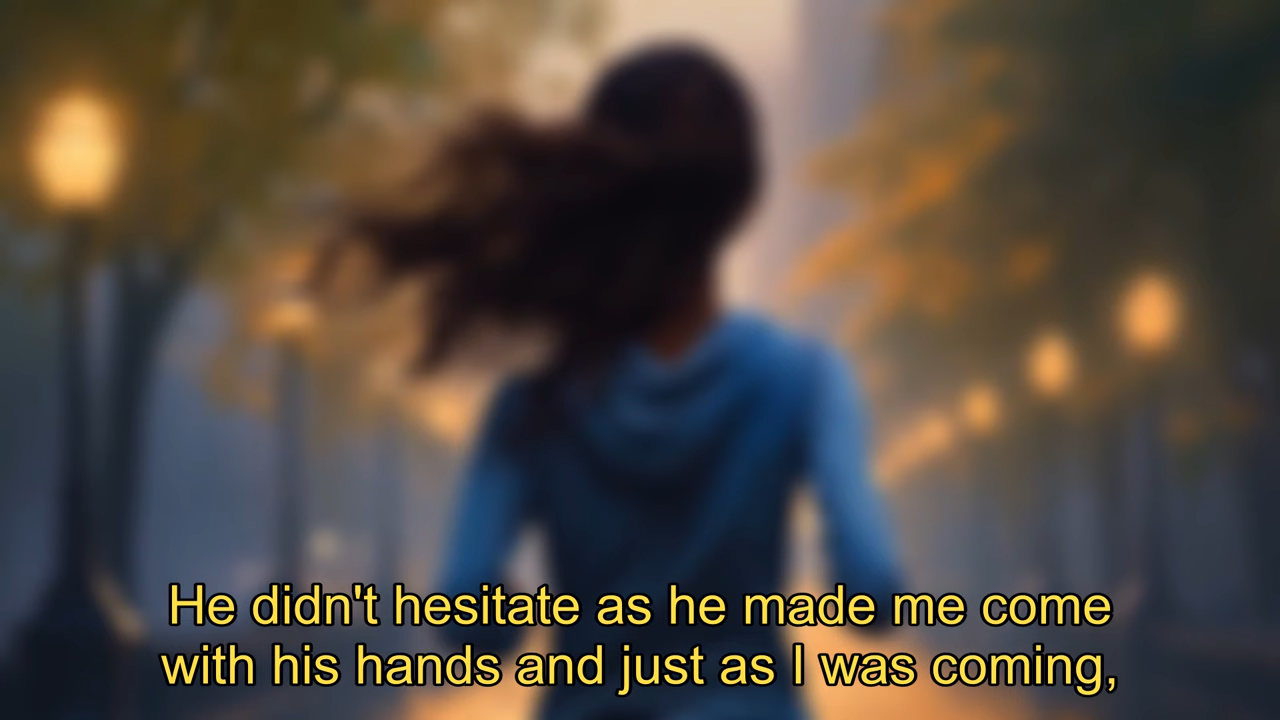 He didn't hesitate as he made me come
with his hands and just as I was coming,